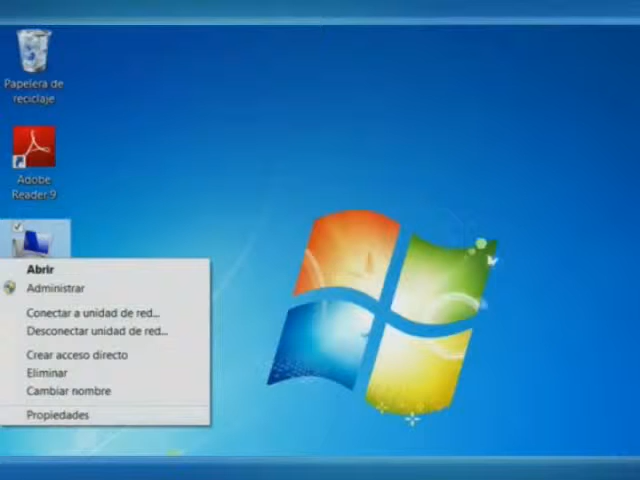 Papelera de
reciclaje
Adobe
Reader 9
Abrir
Administrar
Conectar a unidad de red...
Desconectar unidad de red...
Crear acceso directo
Eliminar
Cambiar nombre
Propiedades